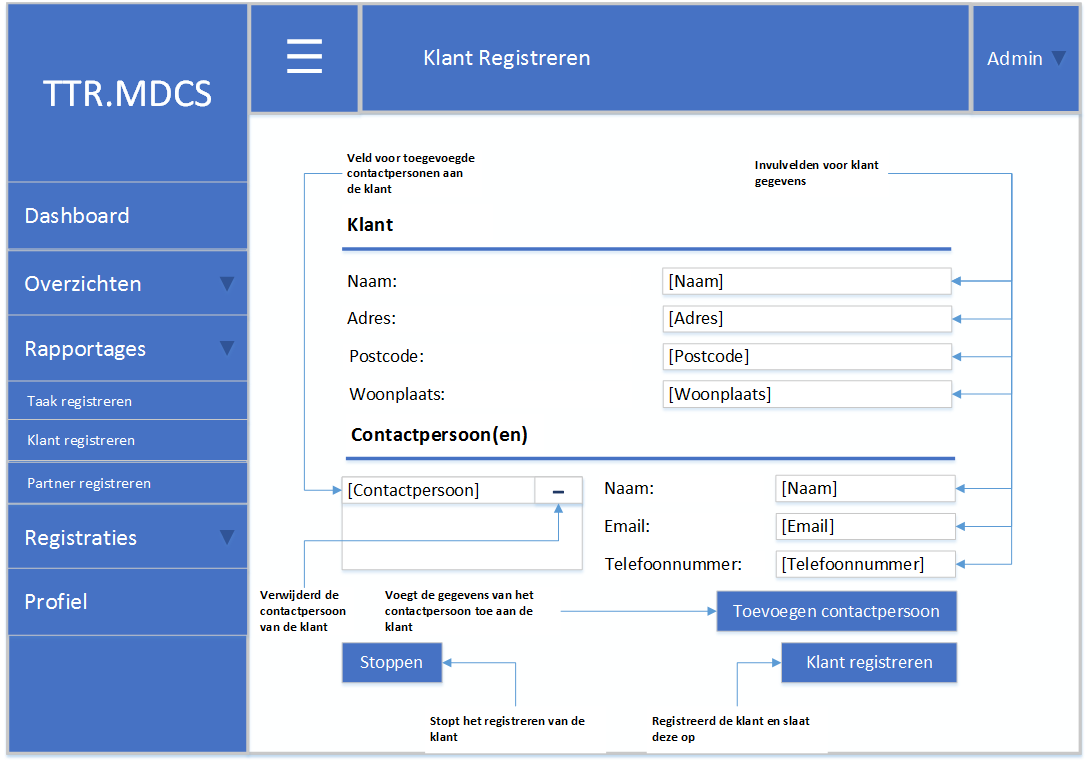 TTR.MDCS
Klant Registreren
Admin
Dashboard
Overzichten
Rapportages
Taak registreren
Klant registreren
Partner registreren
Registraties
Profiel
Veld voor toegevoegde
contactpersonen aan
de klant
Invulvelden voor klant
gegevens
Klant
Naam: [Naam]
Adres: [Adres]
Postcode: [Postcode]
Woonplaats: [Woonplaats]
Contactpersoon(en)
[Contactpersoon] –
Naam: [Naam]
Email: [Email]
Telefoonnummer: [Telefoonnummer]
Verwijderd de
contactpersoon
van de klant
Voegt de gegevens van het
contactpersoon toe aan de
klant
Toevoegen contactpersoon
Stoppen
Klant registreren
Stopt het registreren van de
klant
Registreerd de klant en slaat
deze op